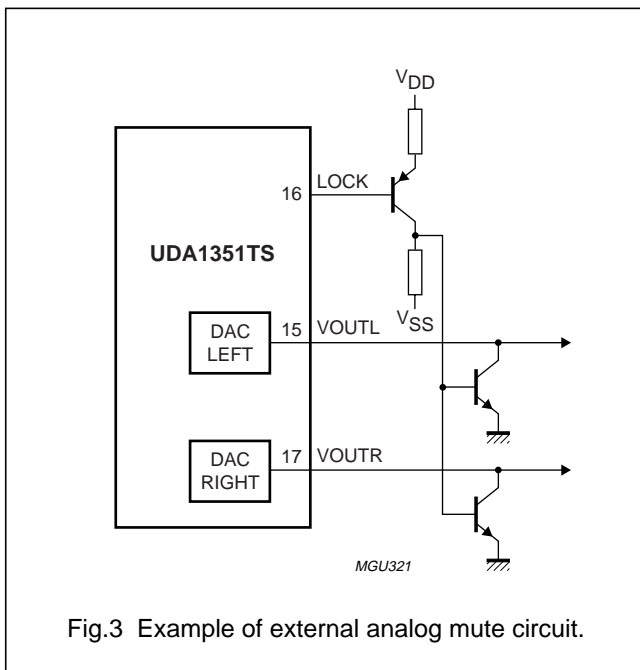 VDD
16 LOCK
UDA1351TS
VSS
DAC
LEFT
15 VOUTL
DAC
RIGHT
17 VOUTR
MGU321
Fig.3 Example of external analog mute circuit.